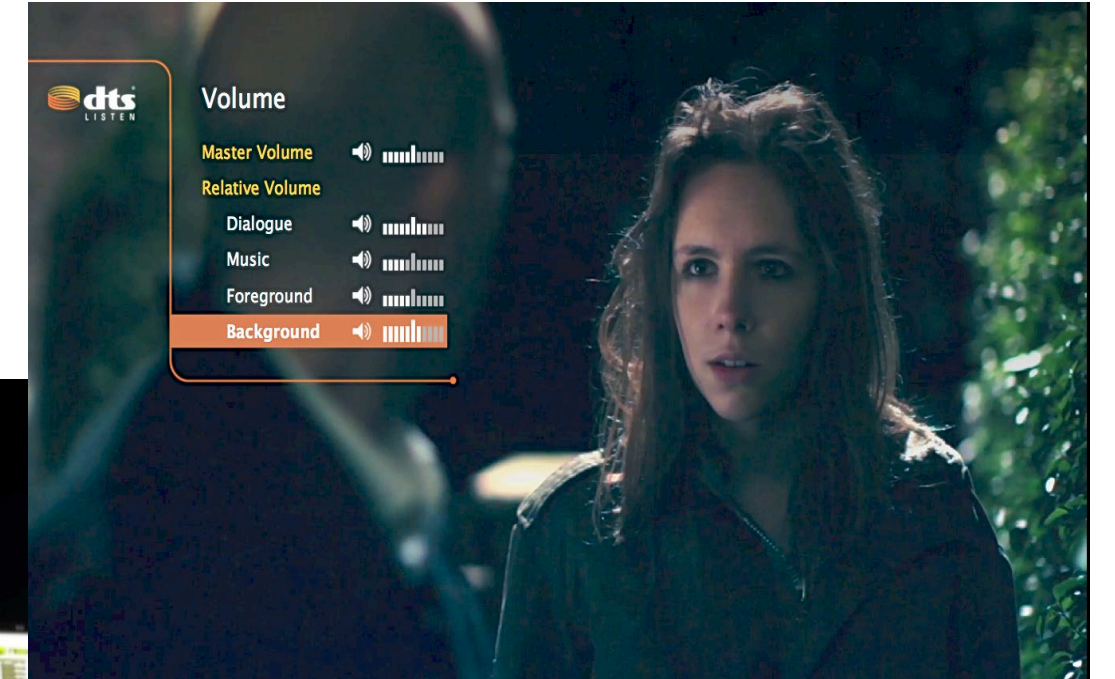 dts
LISTEN
Volume
Master Volume
Relative Volume
Dialogue
Music
Foreground
Background